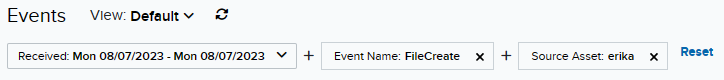 Events View: Default
Received: Mon 08/07/2023 - Mon 08/07/2023 + Event Name: FileCreate × + Source Asset: erika × Reset